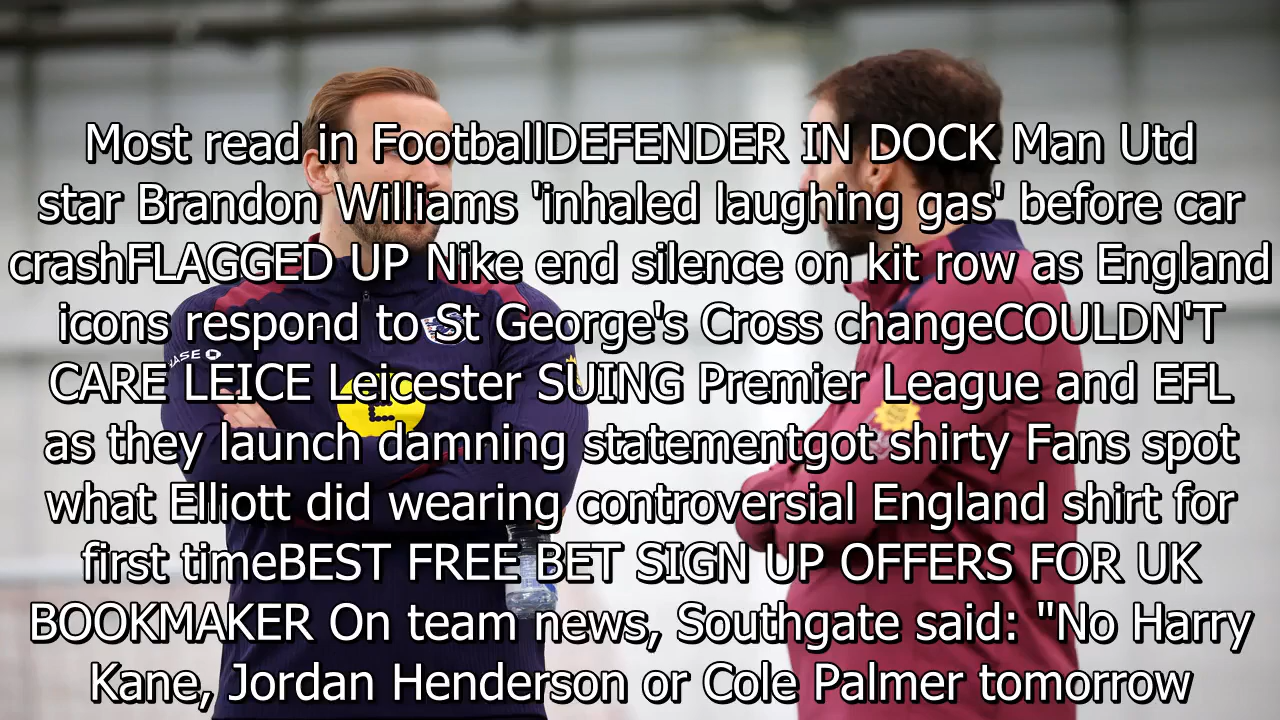 Most read in FootballDEFENDER IN DOCK Man Utd
star Brandon Williams 'inhaled laughing gas' before car
crashFLAGGED UP Nike end silence on kit row as England
icons respond to St George's Cross changeCOULDN'T
CARE LEICE Leicester SUING Premier League and EFL
as they launch damning statementgot shirty Fans spot
what Elliott did wearing controversial England shirt for
first timeBEST FREE BET SIGN UP OFFERS FOR UK
BOOKMAKER On team news, Southgate said: "No Harry
Kane, Jordan Henderson or Cole Palmer tomorrow